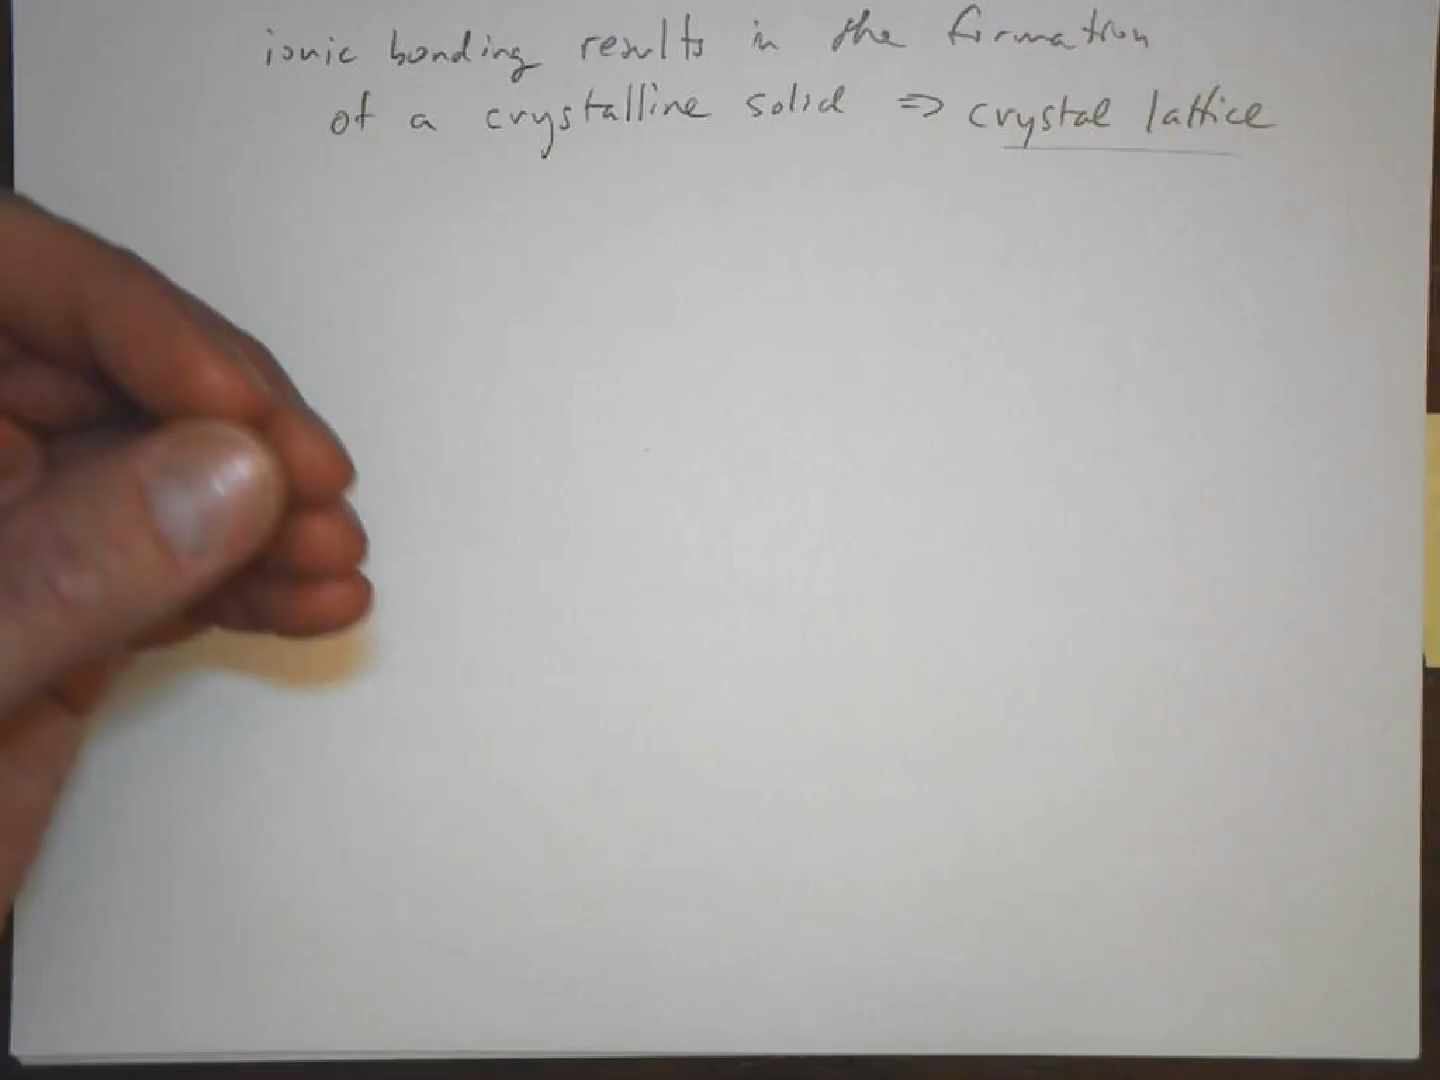 ionic bonding results in the formation
of a crystalline solid ⇒ crystal lattice